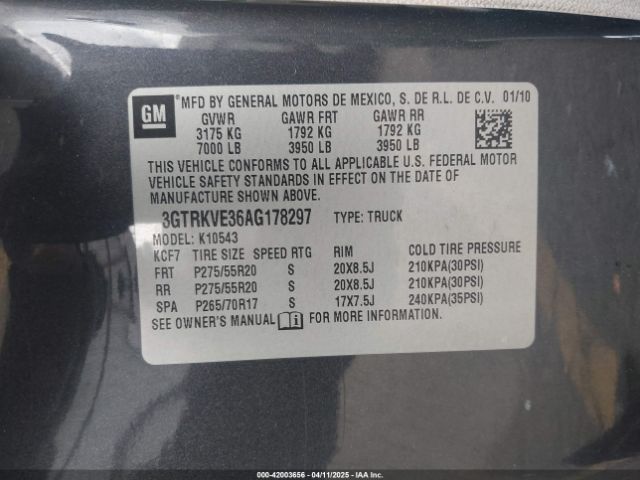 GM
®MFD BY GENERAL MOTORS DE MEXICO, S. DE R.L. DE C.V. 01/10
GVWR GAWR FRT GAWR RR
3175 KG 1792 KG 1792 KG
7000 LB 3950 LB 3950 LB
THIS VEHICLE CONFORMS TO ALL APPLICABLE U.S. FEDERAL MOTOR
VEHICLE SAFETY STANDARDS IN EFFECT ON THE DATE OF
MANUFACTURE SHOWN ABOVE.
3GTRKVE36AG178297 TYPE: TRUCK
MODEL: K10543
KCF7 TIRE SIZE SPEED RTG RIM COLD TIRE PRESSURE
FRT P275/55R20 S 20X8.5J 210KPA(30PSI)
RR P275/55R20 S 20X8.5J 210KPA(30PSI)
SPA P265/70R17 S 17X7.5J 240KPA(35PSI)
SEE OWNER'S MANUAL i FOR MORE INFORMATION.
000-42003656 - 04/11/2025 - IAAI.COM